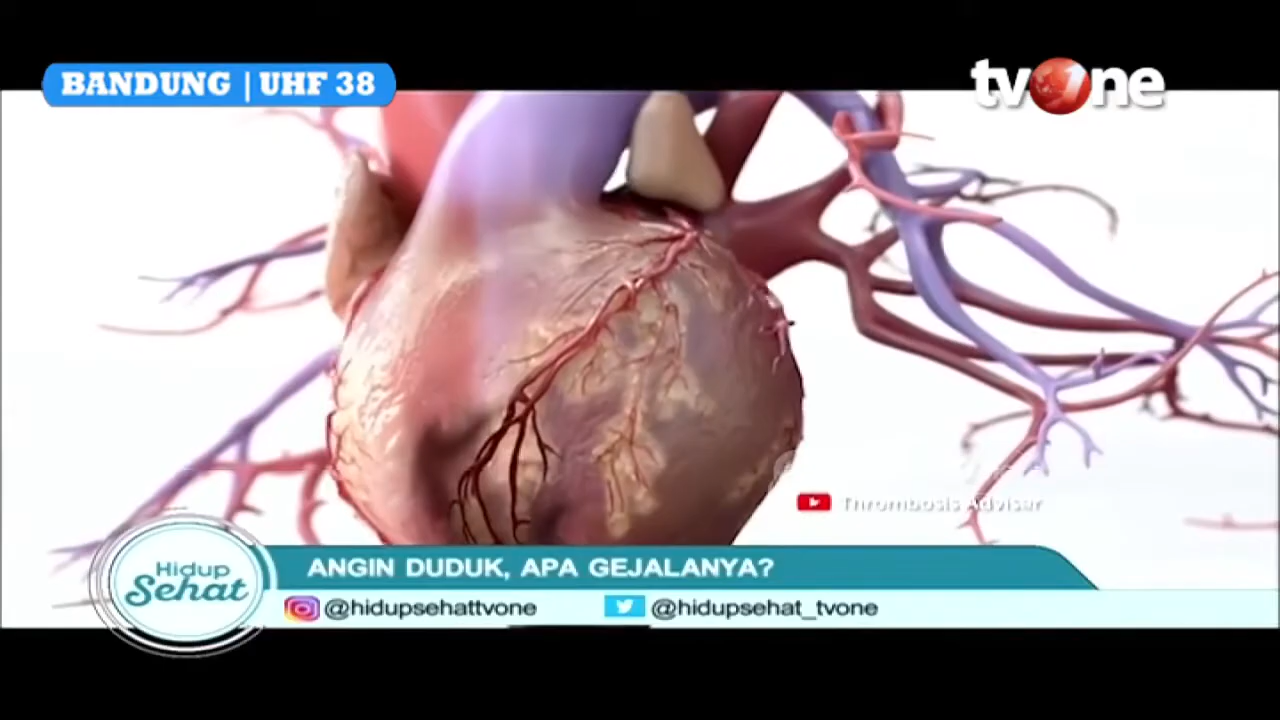 BANDUNG | UHF 38
tvOne
Thrombosis Adviser
Hidup
Sehat
ANGIN DUDUK, APA GEJALANYA?
@hidupsehattvone
@hidupsehat_tvone